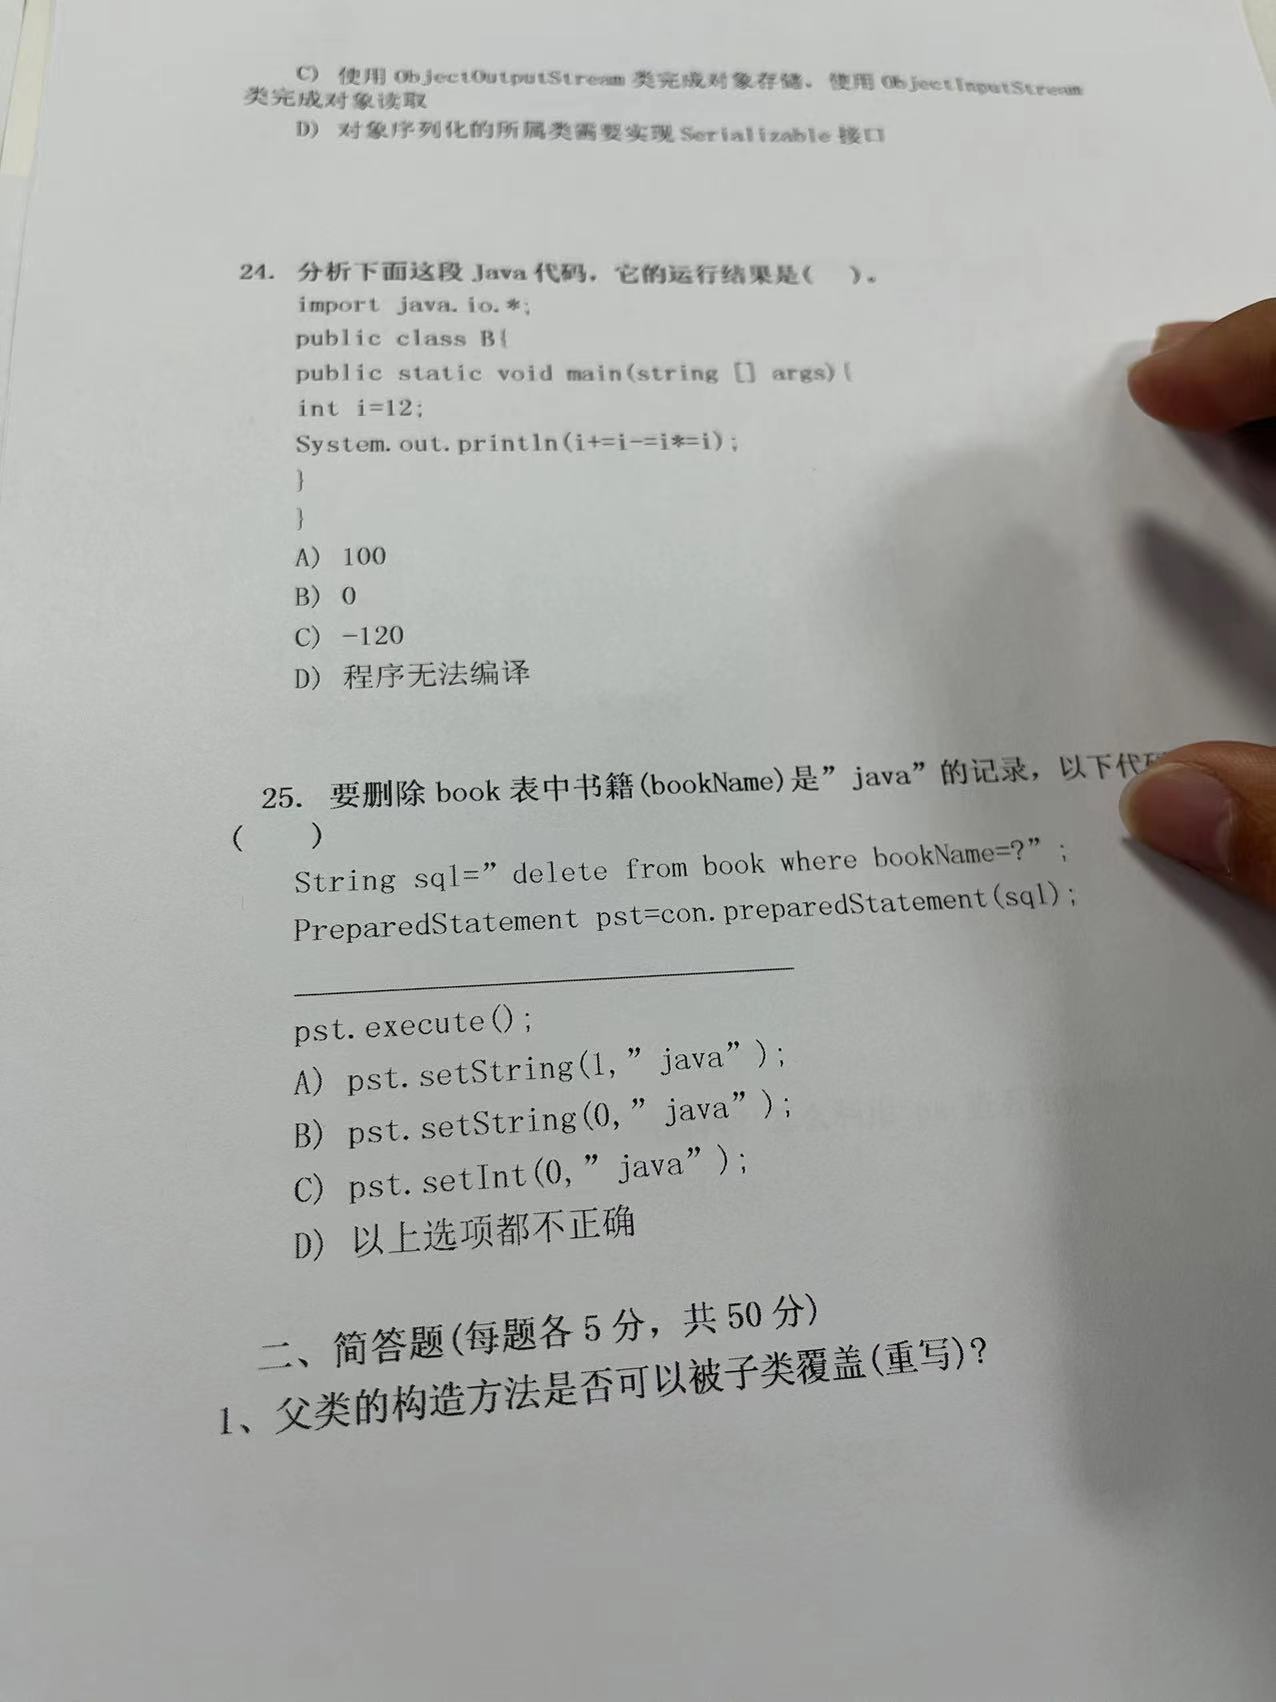 C) 使用 ObjectOutputStream 类完成对象存储，使用 ObjectInputStream
类完成对象读取
D) 对象序列化的所属类需要实现 Serializable 接口
24. 分析下面这段 Java 代码，它的运行结果是( )。
import java.io.*;
public class B{
public static void main(string [] args){
int i=12;
System.out.println(i+=i-=i*=i);
}
}
A) 100
B) 0
C) -120
D) 程序无法编译
25. 要删除 book 表中书籍(bookName)是”java”的记录，以下代
( )
String sql=”delete from book where bookName=?”;
PreparedStatement pst=con.preparedStatement(sql);
pst.execute();
A) pst.setString(1,”java”);
B) pst.setString(0,”java”);
C) pst.setInt(0,”java”);
D) 以上选项都不正确
二、简答题(每题各 5 分，共 50 分)
1、父类的构造方法是否可以被子类覆盖(重写)?